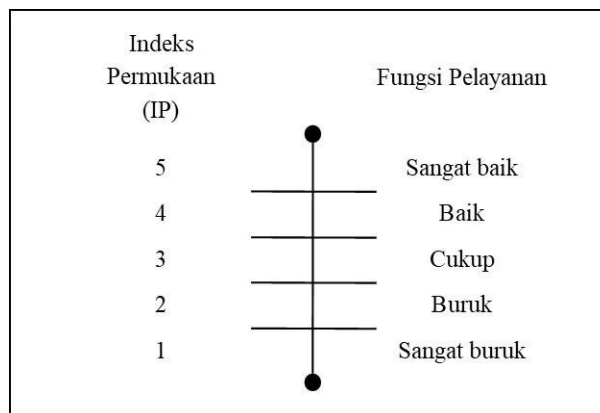 Indeks
Permukaan
(IP)
Fungsi Pelayanan
5 Sangat baik
4 Baik
3 Cukup
2 Buruk
1 Sangat buruk